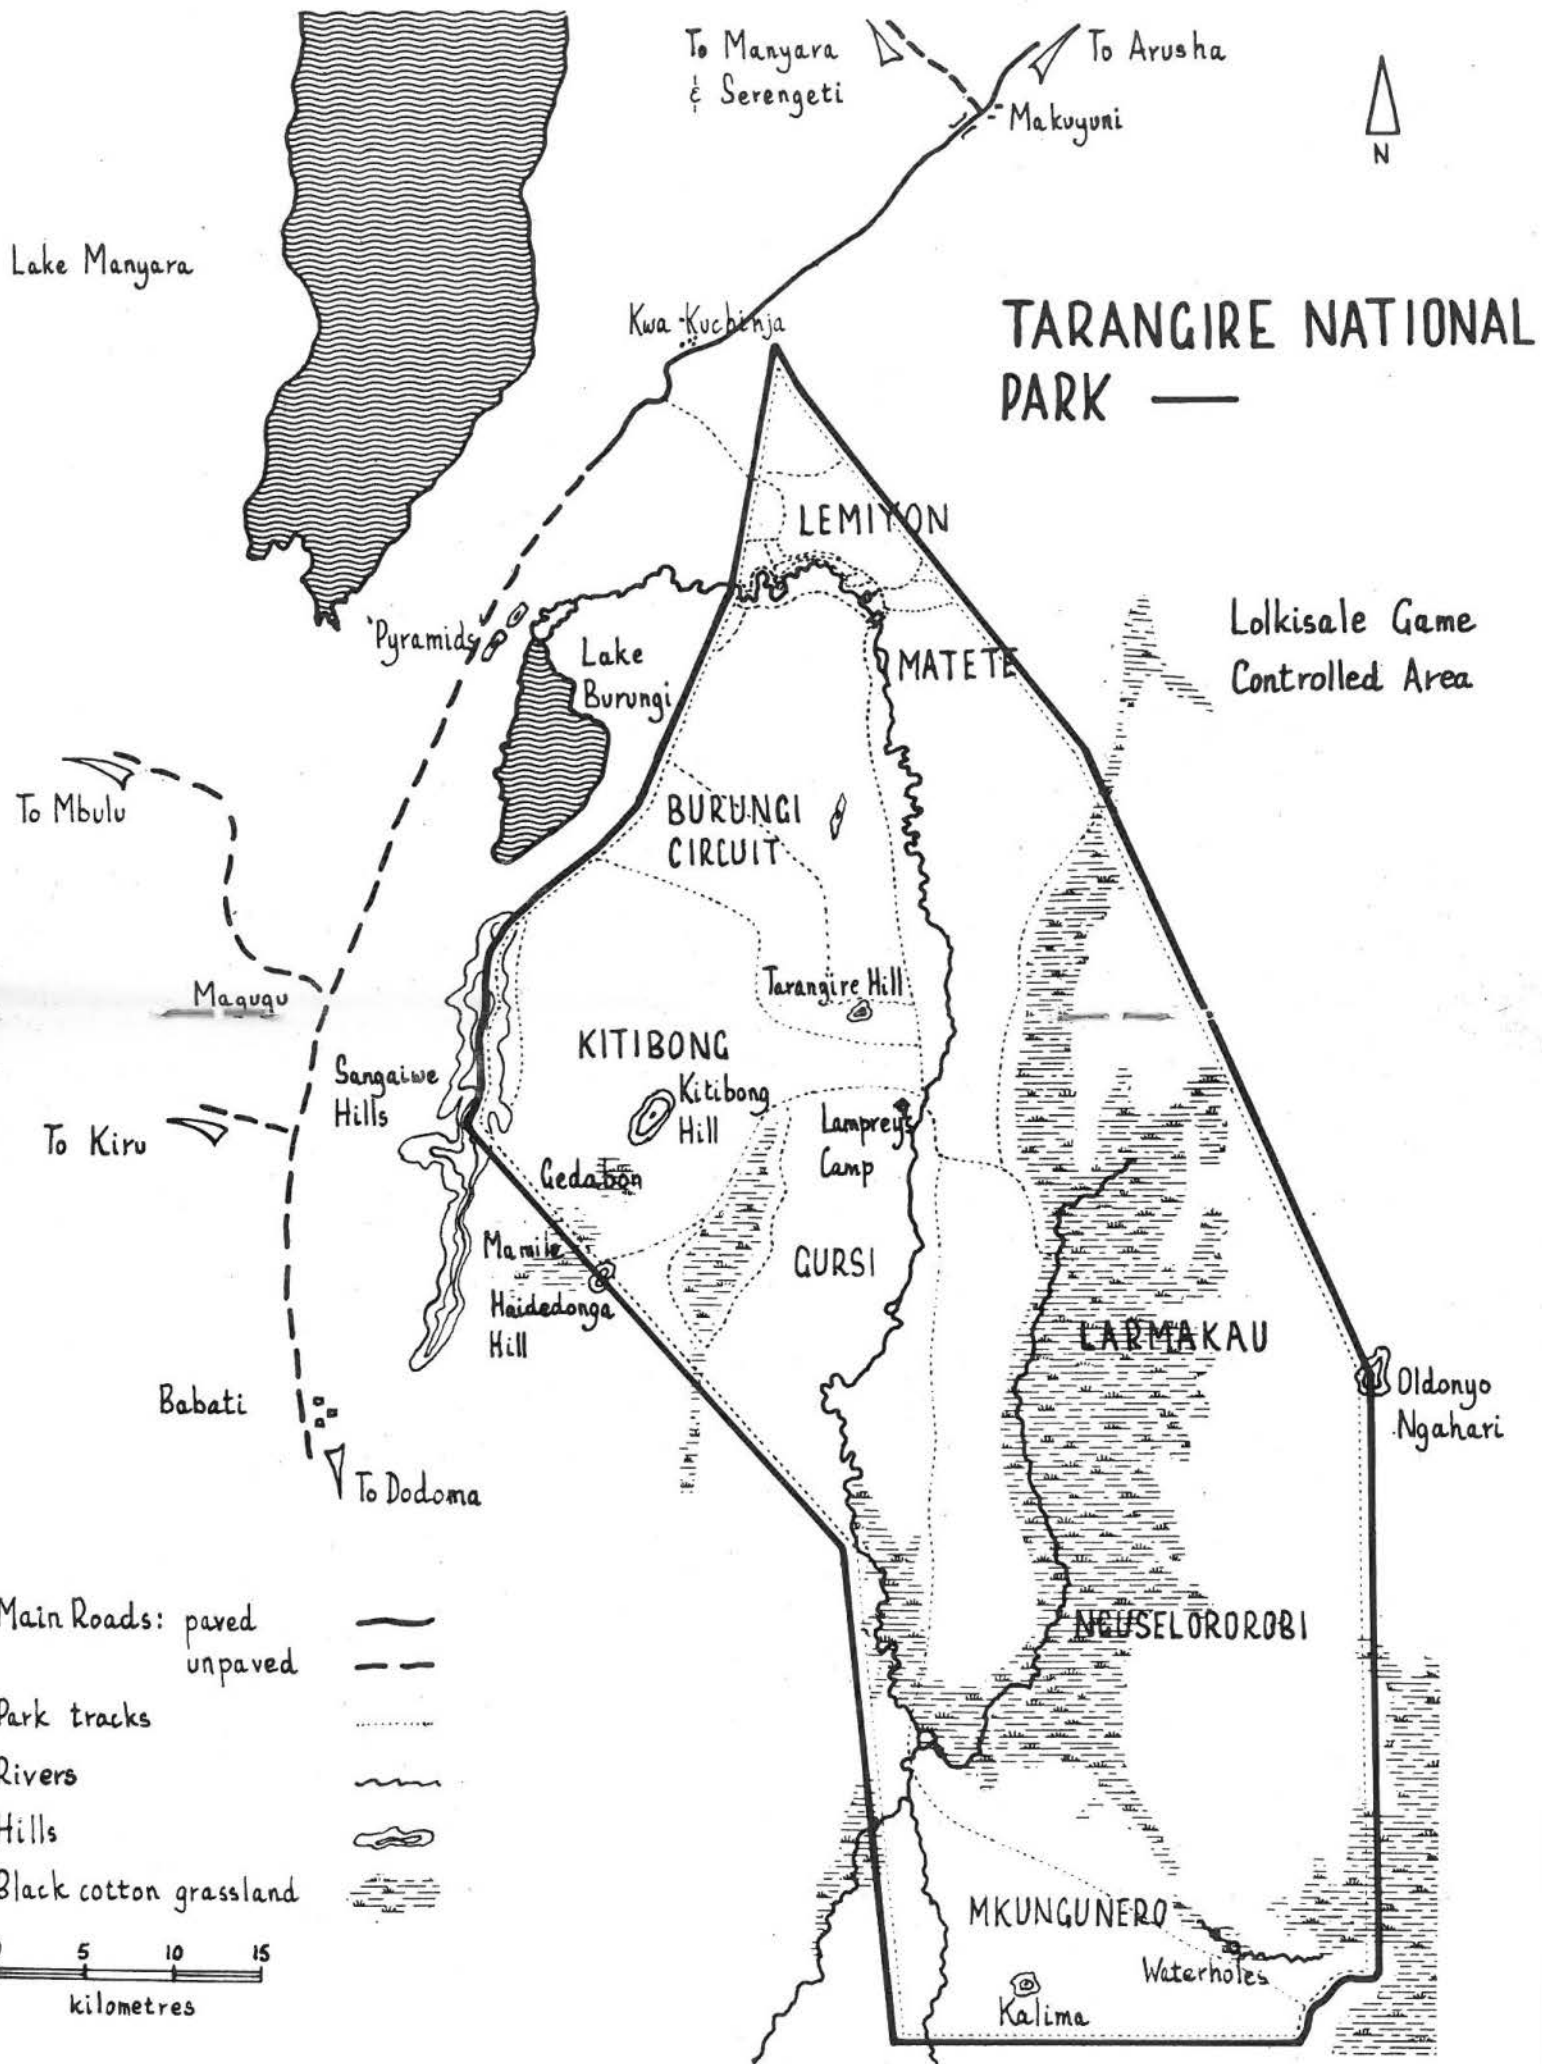 To Manyara
& Serengeti
To Arusha
Makuyuni
N
Lake Manyara
Kwa-Kuchinja
TARANGIRE NATIONAL
PARK
LEMIYON
'Pyramids'
Lake
Burungi
MATETE
Lolkisale Game
Controlled Area
To Mbulu
BURUNGI
CIRCUIT
Magugu
Tarangire Hill
KITIBONG
Sangaiwe
Hills
Kitibong
Hill
To Kiru
Lamprey's
Camp
Gedabon
Mamile
GURSI
Haidedonga
Hill
LARMAKAU
Oldonyo
Ngahari
Babati
To Dodoma
NGUSELORORObI
Main Roads: paved
unpaved
Park tracks
Rivers
Hills
Black cotton grassland
MKUNGUNERO
Waterholes
Kalima
5 10 15
kilometres